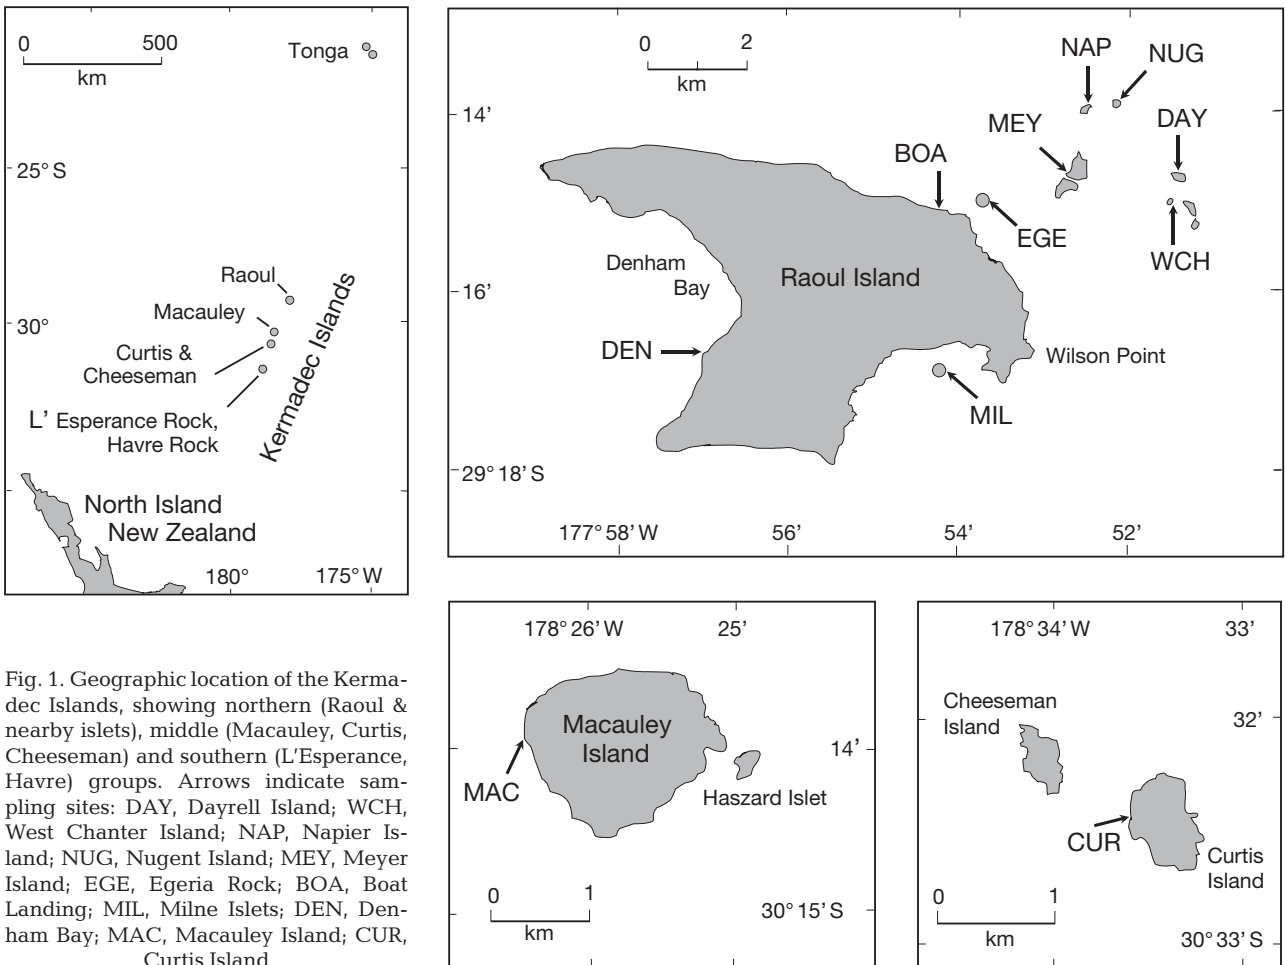 0
500
km
Tonga
25° S
Raoul
Macauley
30°
Curtis &
Cheeseman
L’ Esperance Rock,
Havre Rock
Kermadec Islands
North Island
New Zealand
180°
175° W
0
2
km
NAP
NUG
14’
MEY
DAY
BOA
EGE
WCH
Denham
Bay
Raoul Island
16’
DEN
Wilson Point
MIL
29° 18’ S
177° 58’ W
56’
54’
52’
178° 26’ W
25’
Macauley
Island
14’
MAC
Haszard Islet
0
1
km
30° 15’ S
178° 34’ W
33’
Cheeseman
Island
32’
CUR
Curtis
Island
0
1
km
30° 33’ S
Fig. 1. Geographic location of the Kerma-
dec Islands, showing northern (Raoul &
nearby islets), middle (Macauley, Curtis,
Cheeseman) and southern (L’Esperance,
Havre) groups. Arrows indicate sam-
pling sites: DAY, Dayrell Island; WCH,
West Chanter Island; NAP, Napier Is-
land; NUG, Nugent Island; MEY, Meyer
Island; EGE, Egeria Rock; BOA, Boat
Landing; MIL, Milne Islets; DEN, Den-
ham Bay; MAC, Macauley Island; CUR,
Curtis Island